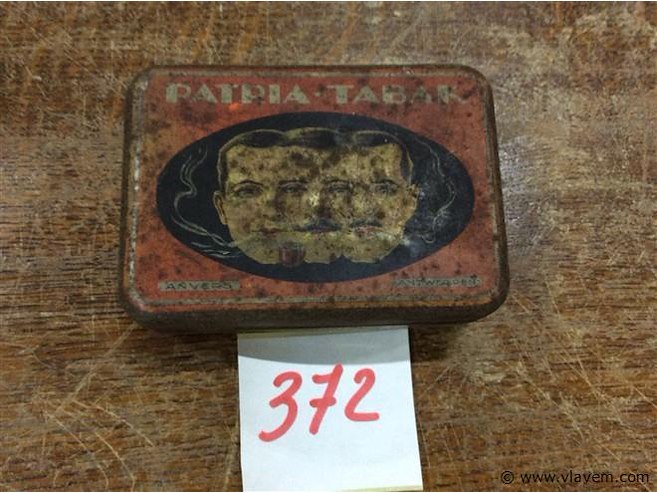 PATRIA·TABAK
ANVERS
ANTWERPEN
372
© www.vlavem.com